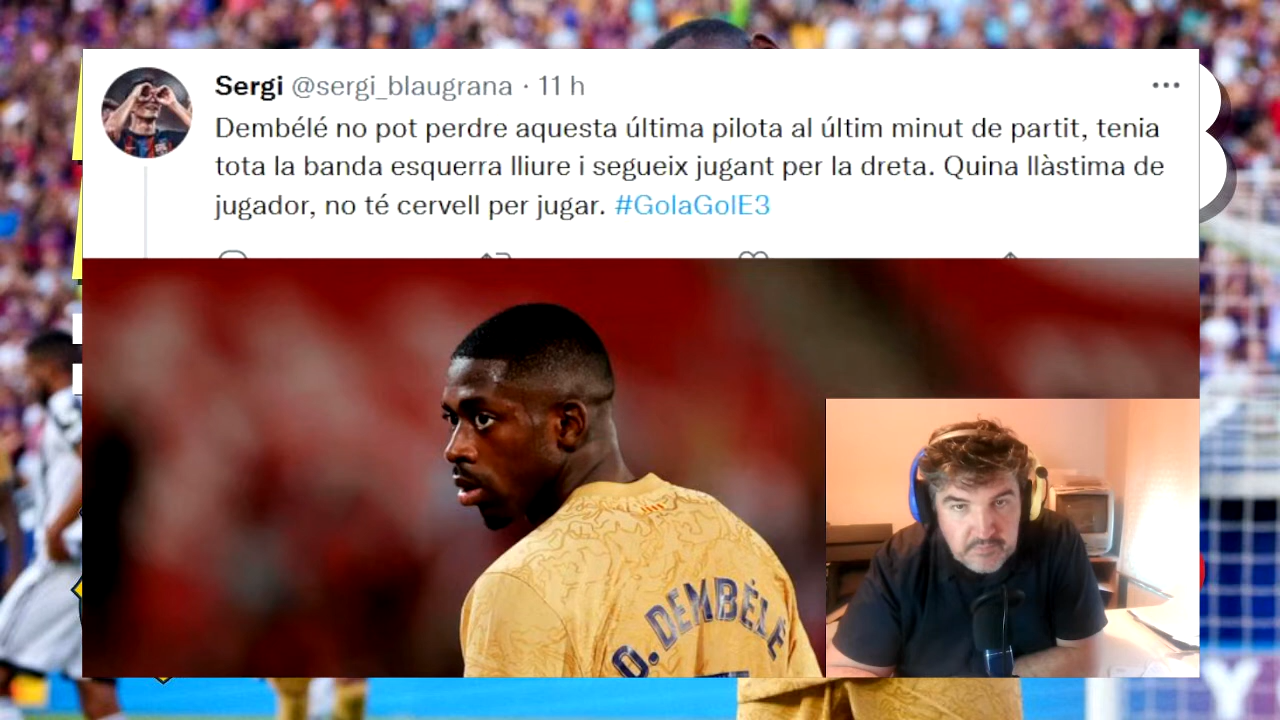 Sergi @sergi_blaugrana · 11 h
Dembélé no pot perdre aquesta última pilota al últim minut de partit, tenia
tota la banda esquerra lliure i segueix jugant per la dreta. Quina llàstima de
jugador, no té cervell per jugar. #GolaGolE3
O. DEMBÉLÉ
Y